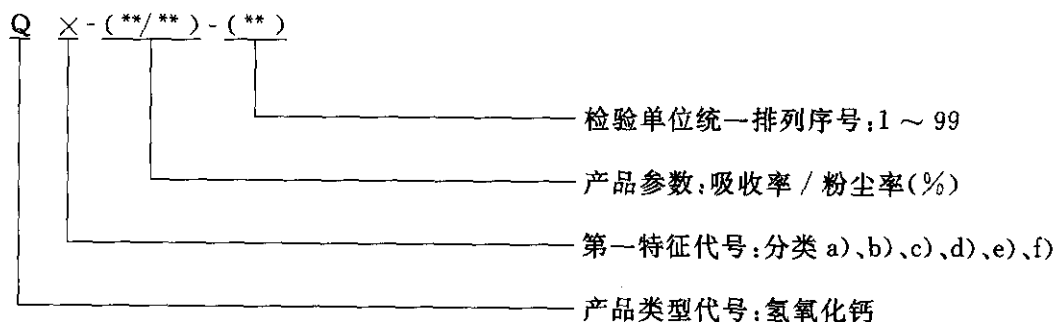 Q × - (**/**) - (**)
检验单位统一排列序号:1 ~ 99
产品参数:吸收率 / 粉尘率(%)
第一特征代号:分类 a)、b)、c)、d)、e)、f)
产品类型代号:氢氧化钙